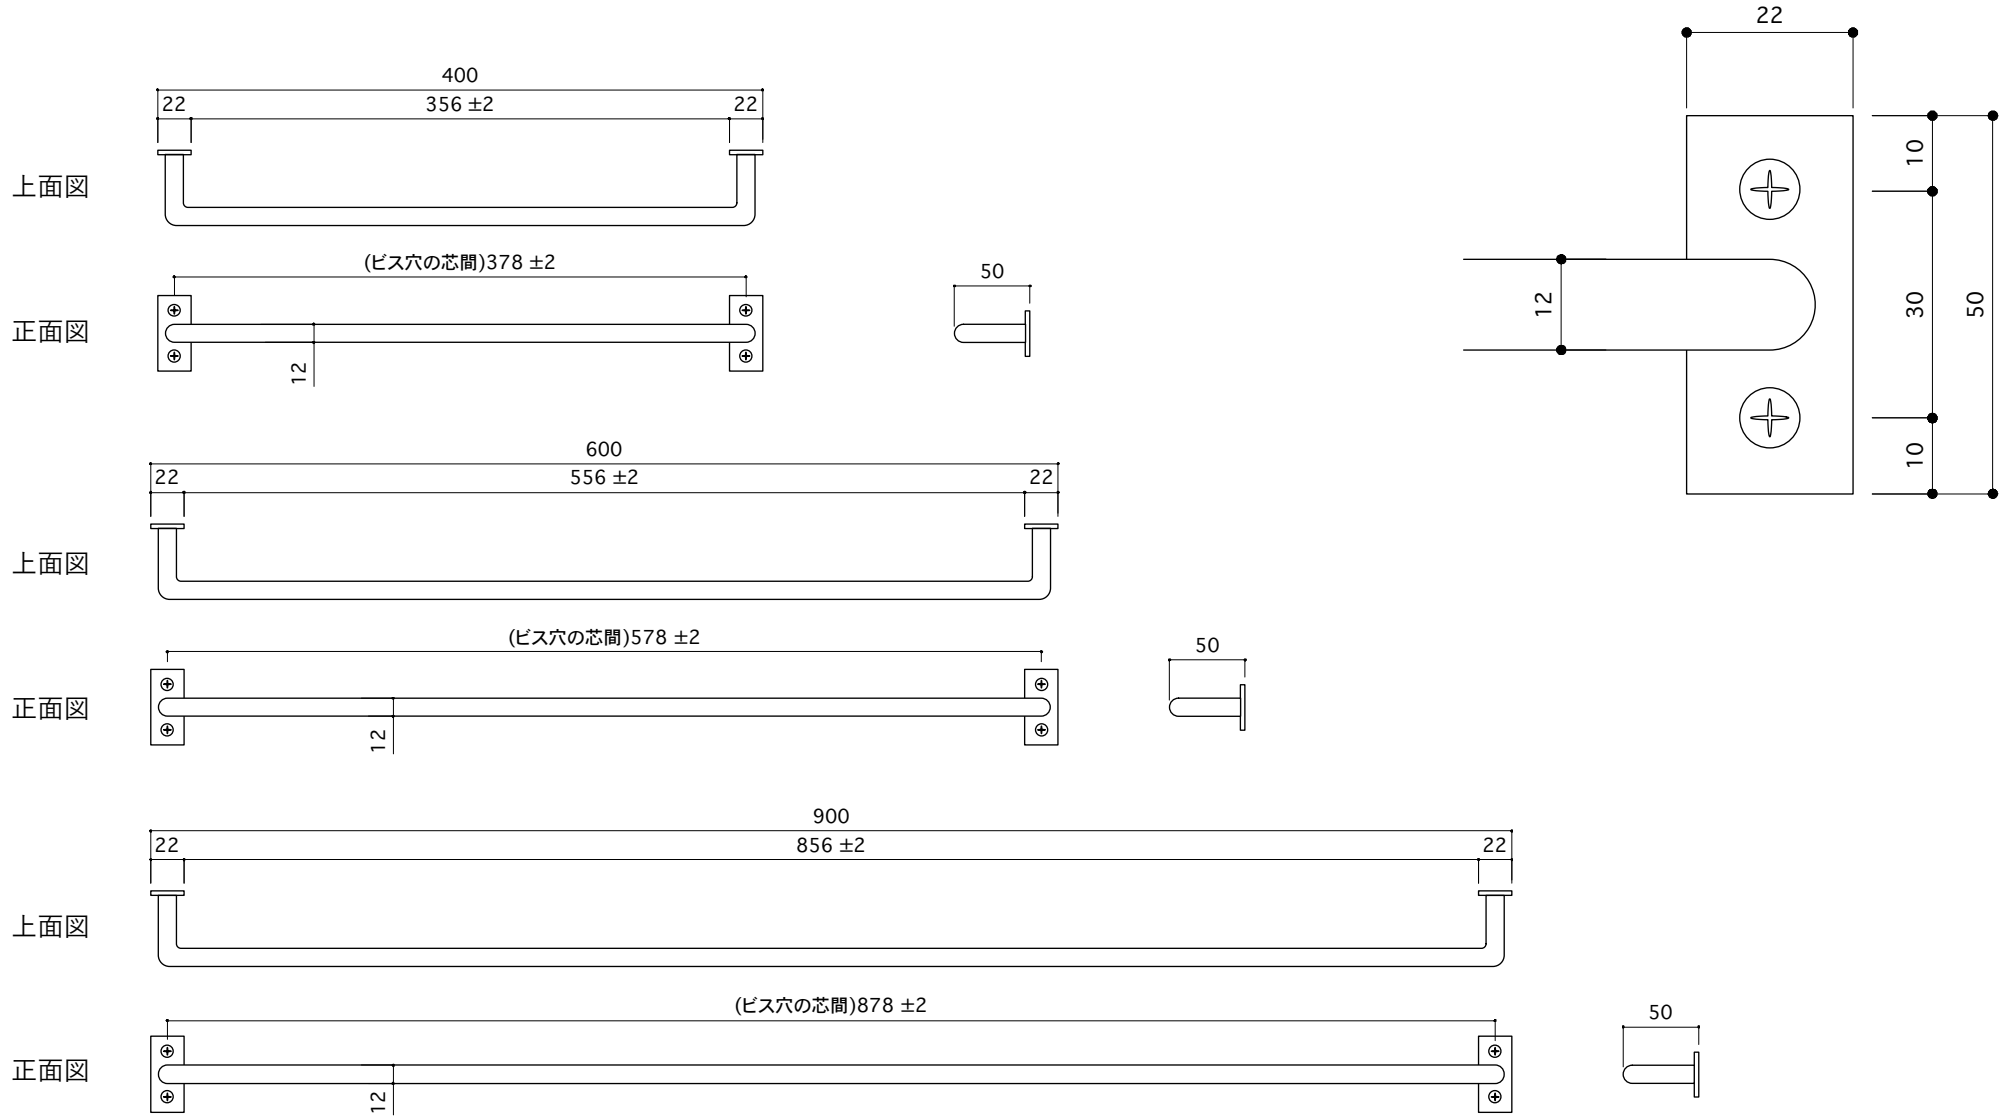 400
22 356 ±2 22
上面図
(ビス穴の芯間)378 ±2
50
正面図
12
22
10
12
30
50
10
600
22 556 ±2 22
上面図
(ビス穴の芯間)578 ±2
50
正面図
12
900
22 856 ±2 22
上面図
(ビス穴の芯間)878 ±2
50
正面図
12